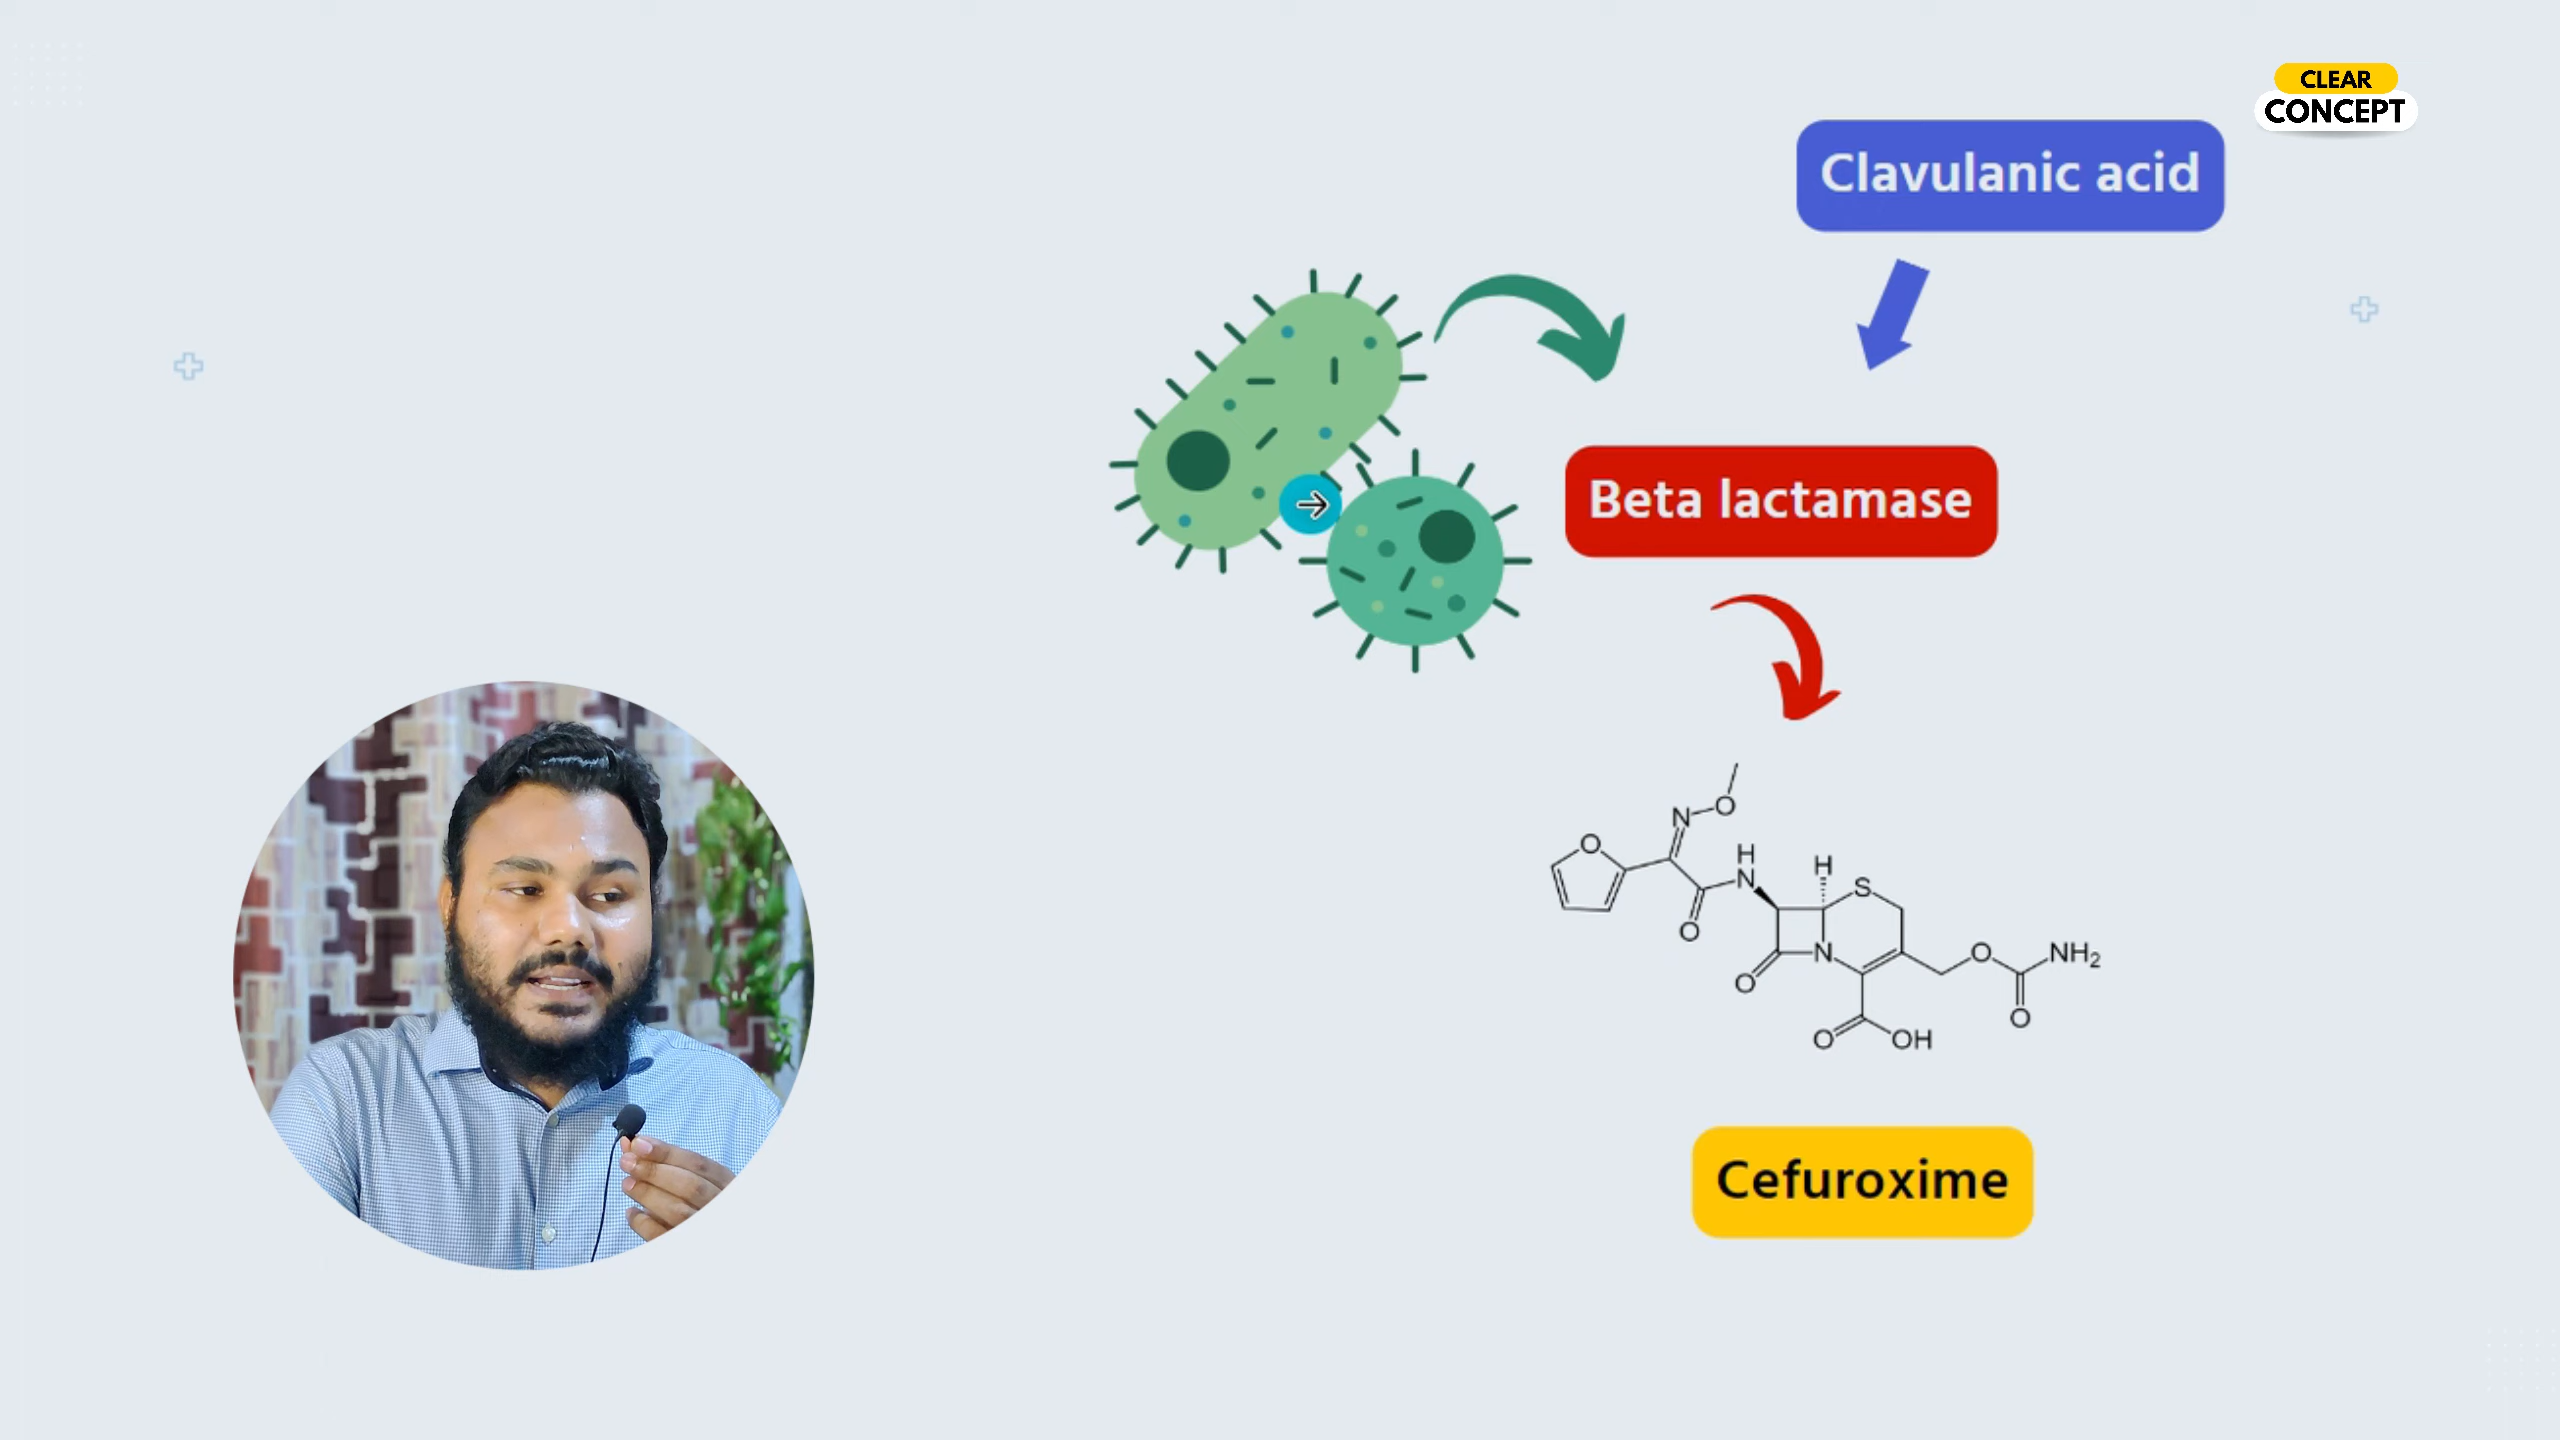 CLEAR
CONCEPT
Clavulanic acid
Beta lactamase
O
N
O
O
H
N
H
S
O
N
O
OH
O
NH2
O
Cefuroxime